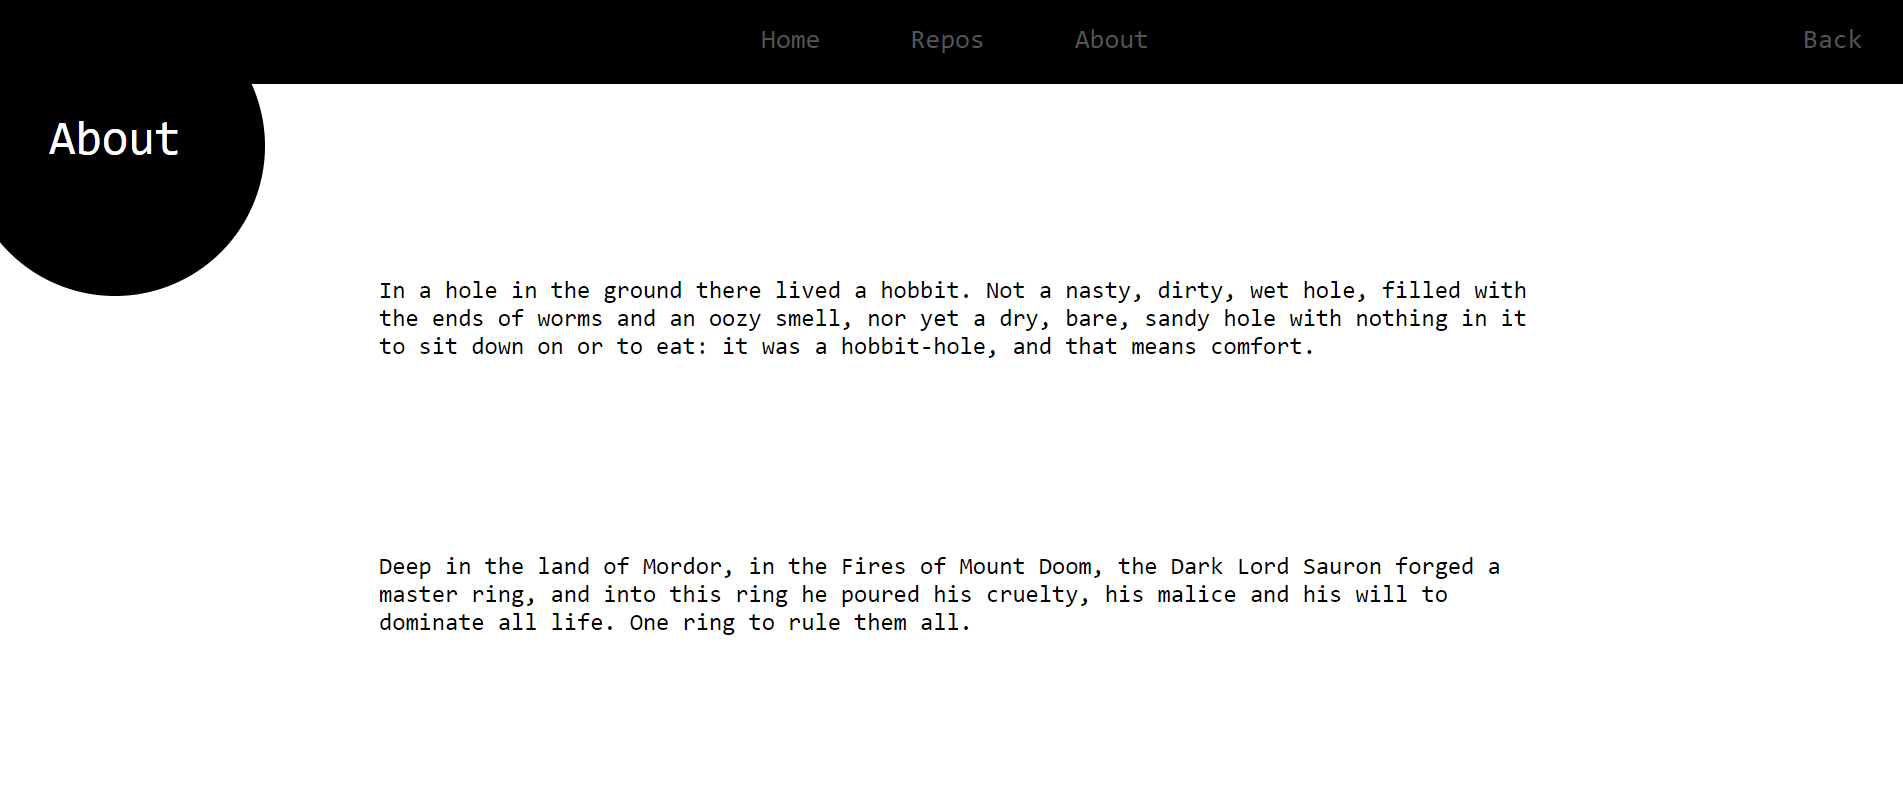 Home Repos About Back
About
In a hole in the ground there lived a hobbit. Not a nasty, dirty, wet hole, filled with
the ends of worms and an oozy smell, nor yet a dry, bare, sandy hole with nothing in it
to sit down on or to eat: it was a hobbit-hole, and that means comfort.
Deep in the land of Mordor, in the Fires of Mount Doom, the Dark Lord Sauron forged a
master ring, and into this ring he poured his cruelty, his malice and his will to
dominate all life. One ring to rule them all.